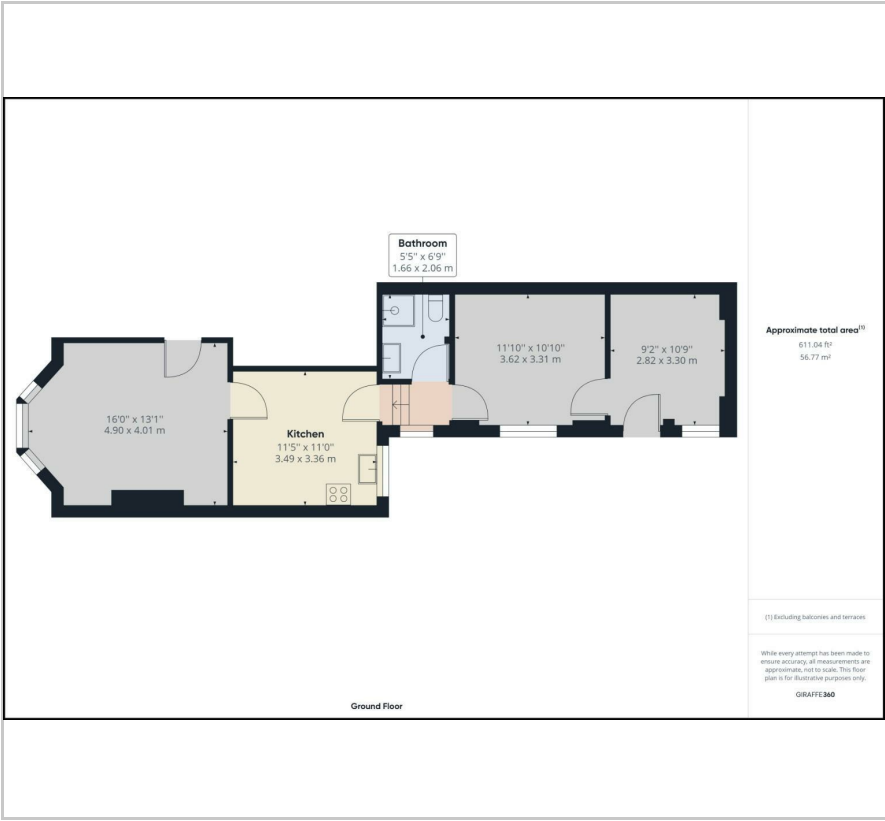 Bathroom
5'5" x 6'9"
1.66 x 2.06 m
16'0" x 13'1"
4.90 x 4.01 m
Kitchen
11'5" x 11'0"
3.49 x 3.36 m
11'10" x 10'10"
3.62 x 3.31 m
9'2" x 10'9"
2.82 x 3.30 m
Ground Floor
Approximate total area(1)
611.04 ft²
56.77 m²
(1) Excluding balconies and terraces
While every attempt has been made to
ensure accuracy, all measurements are
approximate, not to scale. This floor
plan is for illustrative purposes only.
GIRAFFE360